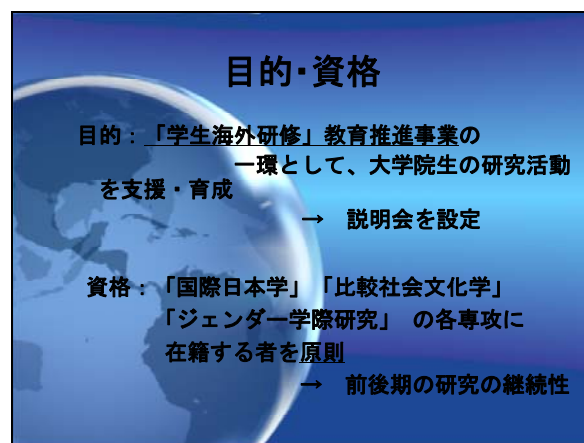 目的・資格
目的：「学生海外研修」教育推進事業の
一環として、大学院生の研究活動
を支援・育成
→ 説明会を設定
資格：「国際日本学」「比較社会文化学」
「ジェンダー学際研究」 の各専攻に
在籍する者を原則
→ 前後期の研究の継続性